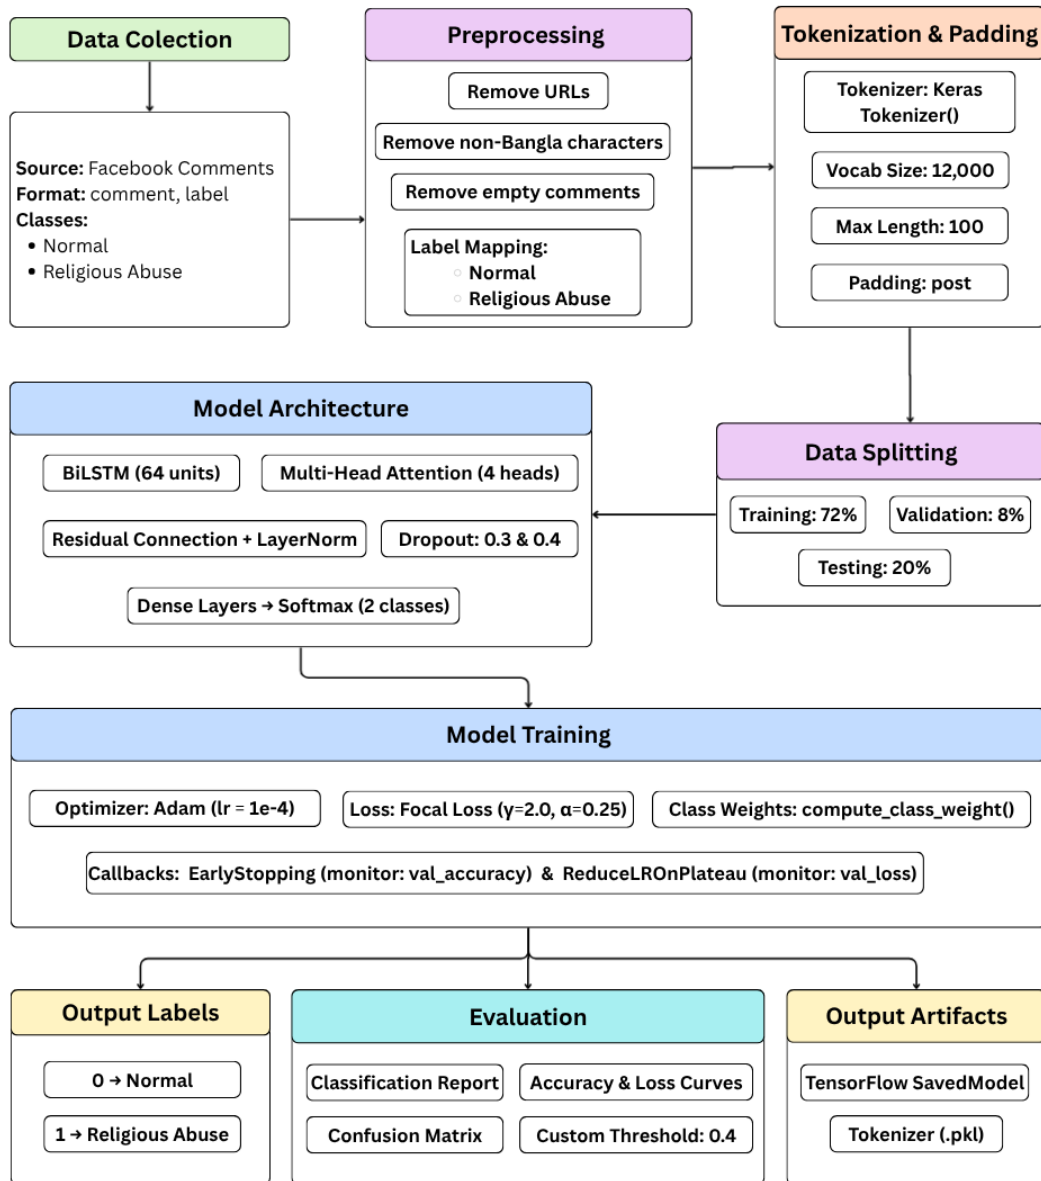 Data Colection
Source: Facebook Comments
Format: comment, label
Classes:
• Normal
• Religious Abuse
Preprocessing
Remove URLs
Remove non-Bangla characters
Remove empty comments
Label Mapping:
○ Normal
○ Religious Abuse
Tokenization & Padding
Tokenizer: Keras
Tokenizer()
Vocab Size: 12,000
Max Length: 100
Padding: post
Data Splitting
Training: 72%
Validation: 8%
Testing: 20%
Model Architecture
BiLSTM (64 units)
Multi-Head Attention (4 heads)
Residual Connection + LayerNorm
Dropout: 0.3 & 0.4
Dense Layers → Softmax (2 classes)
Model Training
Optimizer: Adam (lr = 1e-4)
Loss: Focal Loss (γ=2.0, α=0.25)
Class Weights: compute_class_weight()
Callbacks: EarlyStopping (monitor: val_accuracy) & ReduceLROnPlateau (monitor: val_loss)
Output Labels
0 → Normal
1 → Religious Abuse
Evaluation
Classification Report
Accuracy & Loss Curves
Confusion Matrix
Custom Threshold: 0.4
Output Artifacts
TensorFlow SavedModel
Tokenizer (.pkl)